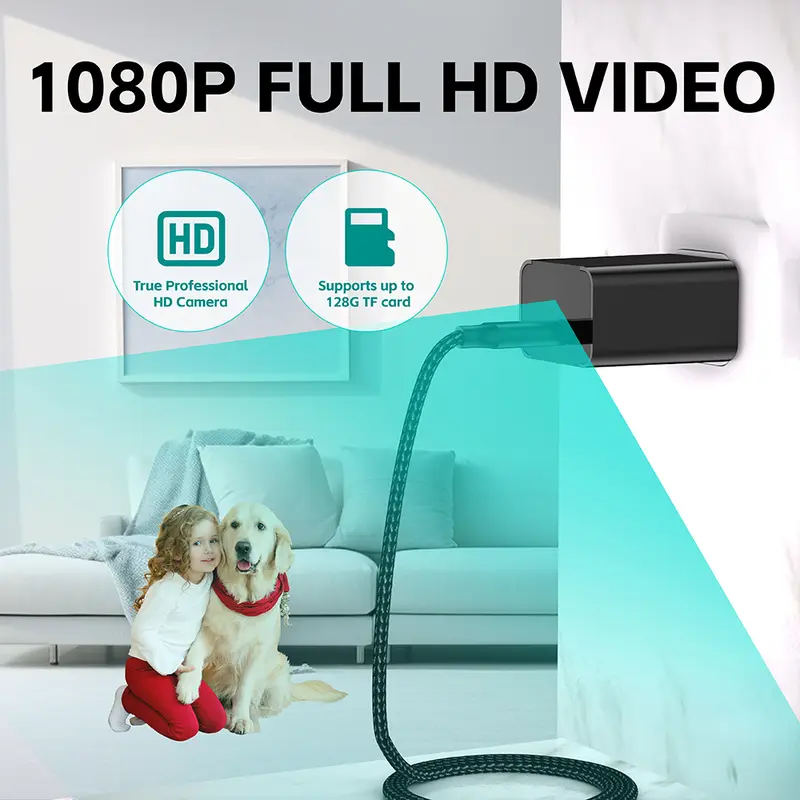 1080P FULL HD VIDEO
HD
True Professional
HD Camera
Supports up to
128G TF card